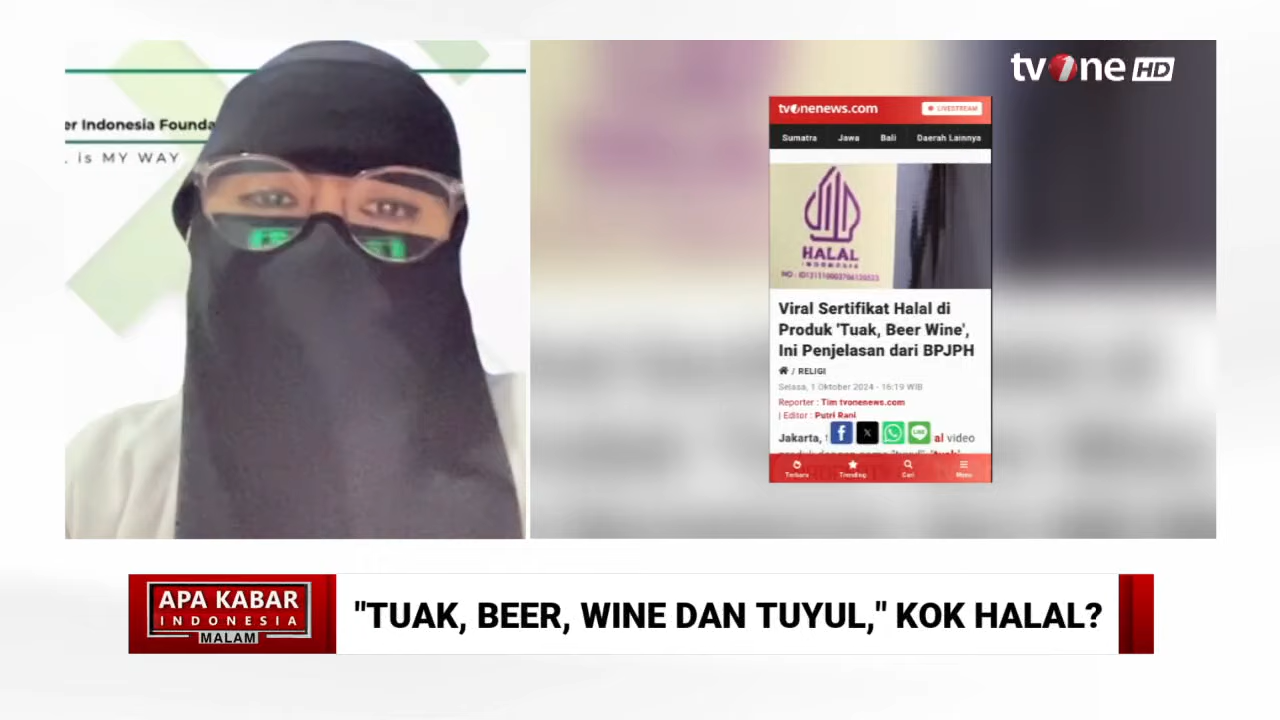 er Indonesia Founda
. is MY WAY
tvOne HD
tvonenews.com
LIVESTREAM
Sumatra Jawa Bali Daerah Lainnya
HALAL
INDONESIA
Viral Sertifikat Halal di
Produk 'Tuak, Beer Wine',
Ini Penjelasan dari BPJPH
/ RELIGI
Selasa, 1 Oktober 2024 - 16:19 WIB
Reporter : Tim tvonenews.com
| Editor : Putri Rani
Jakarta, al video
Terbaru Trending Cari Menu
APA KABAR
INDONESIA
MALAM
"TUAK, BEER, WINE DAN TUYUL," KOK HALAL?